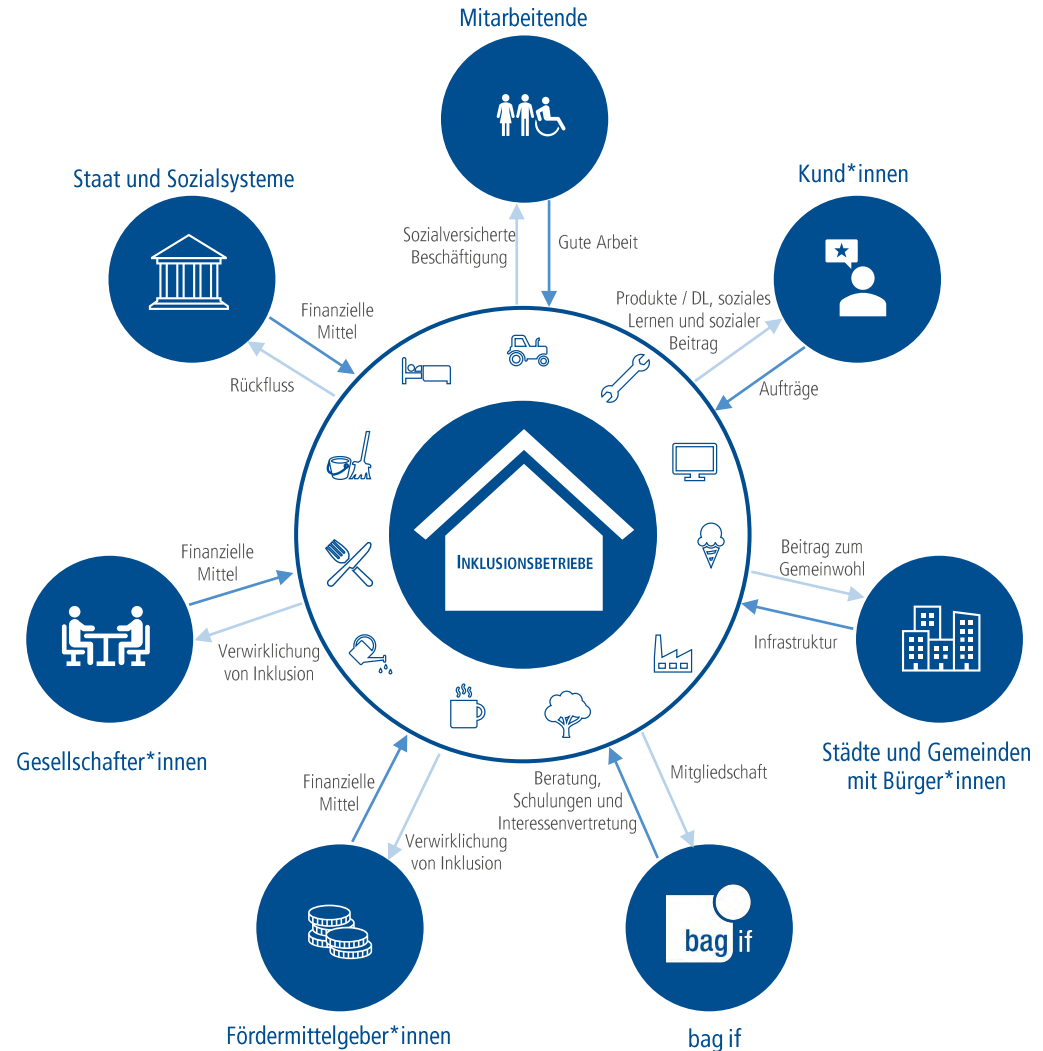 Mitarbeitende
Staat und Sozialsysteme
Kund*innen
Sozialversicherte
Beschäftigung
Gute Arbeit
Produkte / DL, soziales
Lernen und sozialer
Beitrag
Finanzielle
Mittel
Rückfluss
Aufträge
INKLUSIONSBETRIEBE
Finanzielle
Mittel
Beitrag zum
Gemeinwohl
Verwirklichung
von Inklusion
Infrastruktur
Gesellschafter*innen
Städte und Gemeinden
mit Bürger*innen
Finanzielle
Mittel
Verwirklichung
von Inklusion
Beratung,
Schulungen und
Interessenvertretung
Mitgliedschaft
bag if
Fördermittelgeber*innen
bag if